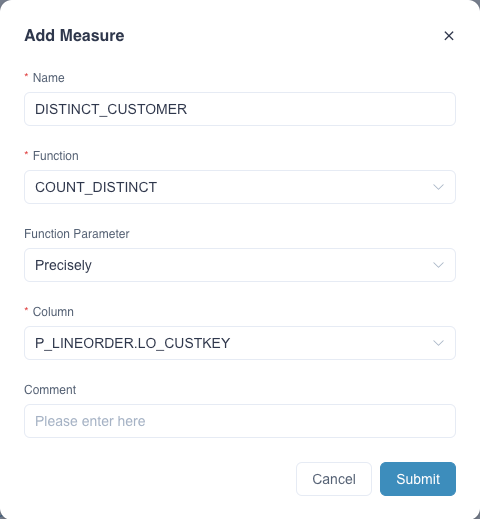 Add Measure
* Name
DISTINCT_CUSTOMER
* Function
COUNT_DISTINCT
Function Parameter
Precisely
* Column
P_LINEORDER.LO_CUSTKEY
Comment
Please enter here
Cancel Submit